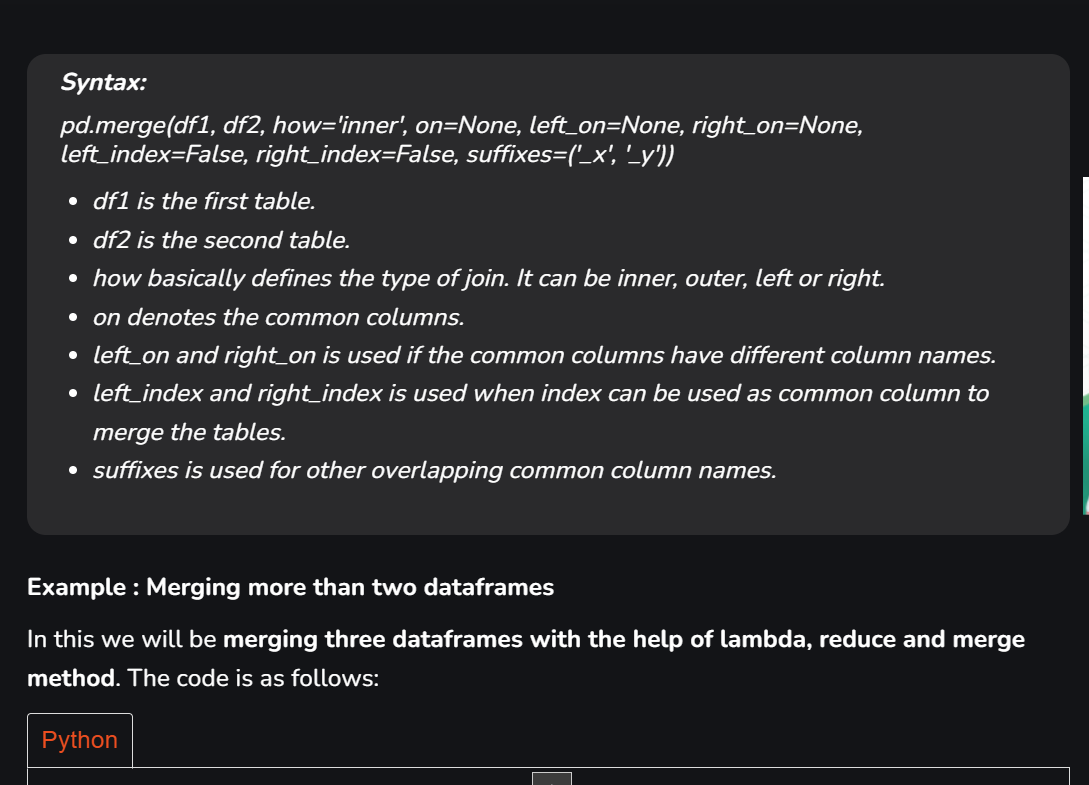 Syntax:
pd.merge(df1, df2, how='inner', on=None, left_on=None, right_on=None,
left_index=False, right_index=False, suffixes=('_x', '_y'))
• df1 is the first table.
• df2 is the second table.
• how basically defines the type of join. It can be inner, outer, left or right.
• on denotes the common columns.
• left_on and right_on is used if the common columns have different column names.
• left_index and right_index is used when index can be used as common column to
merge the tables.
• suffixes is used for other overlapping common column names.
Example : Merging more than two dataframes
In this we will be merging three dataframes with the help of lambda, reduce and merge
method. The code is as follows:
Python